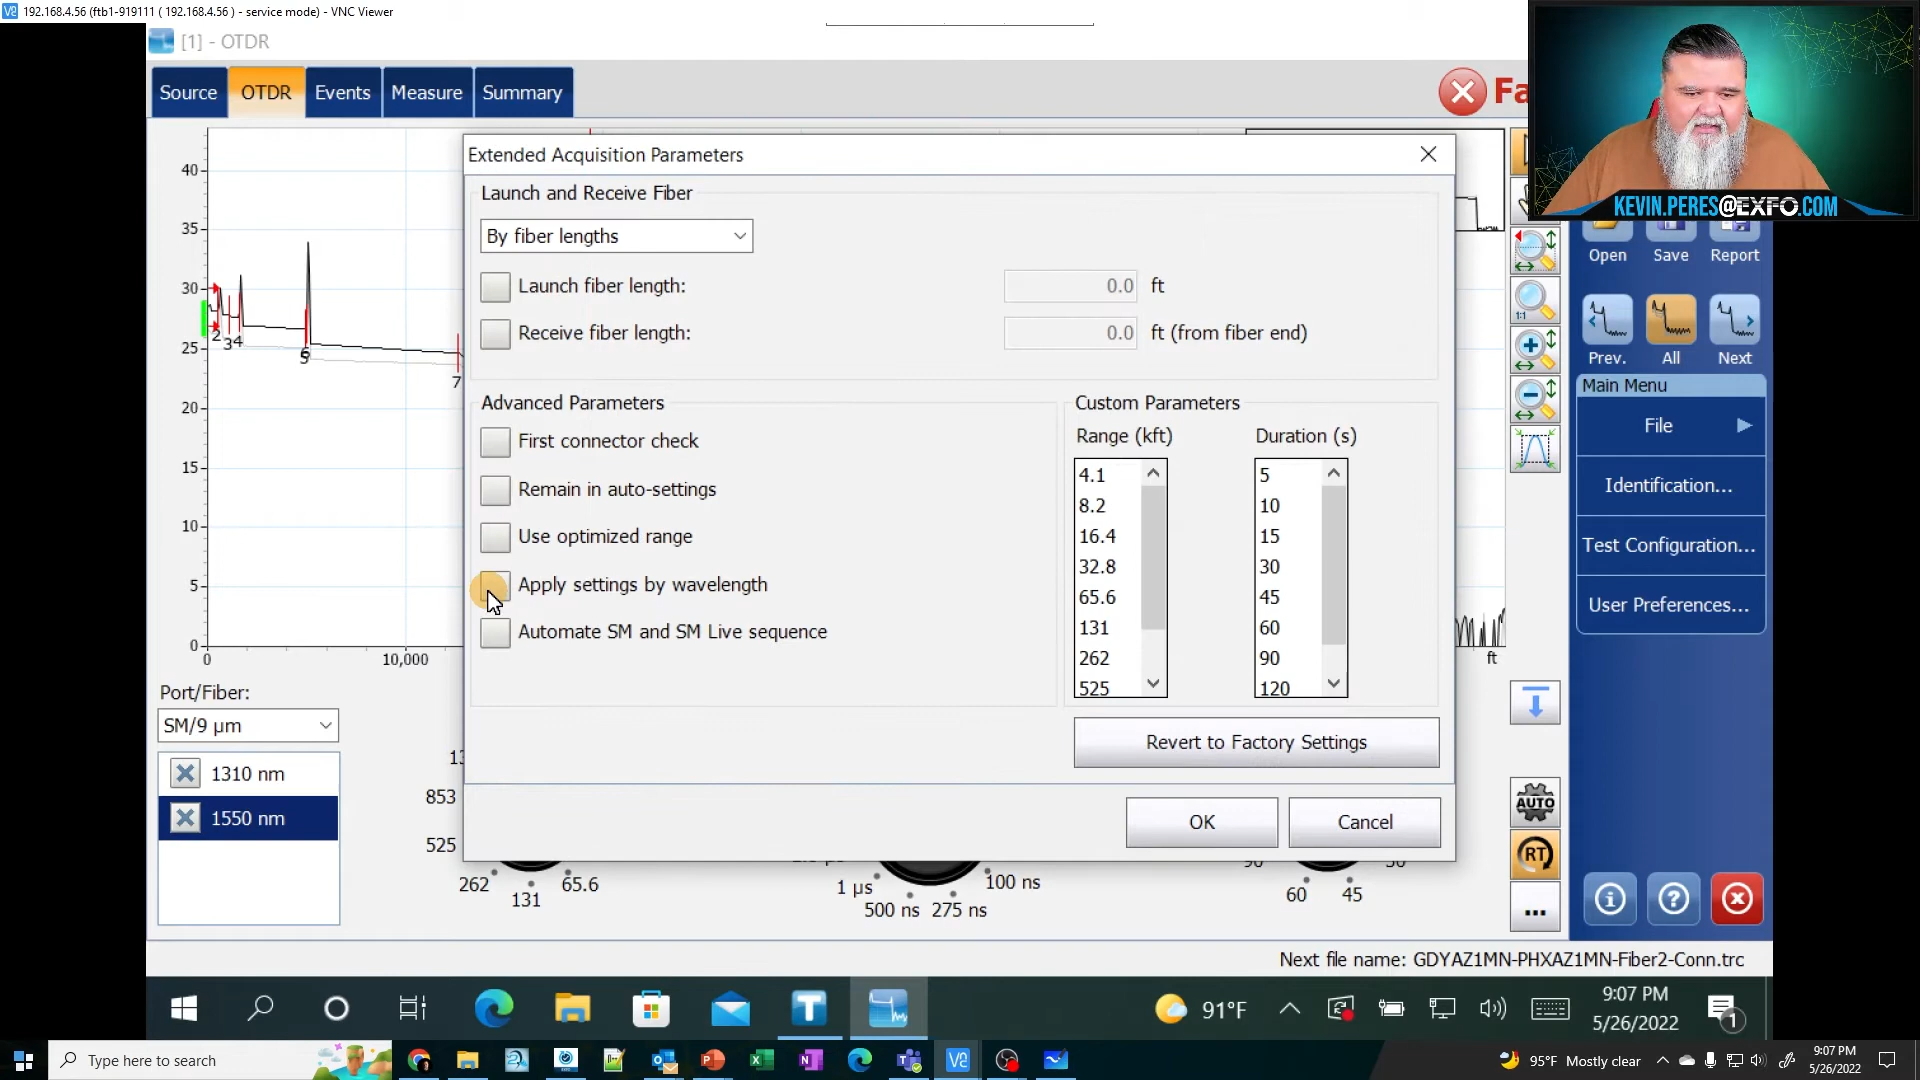 192.168.4.56 (ftb1-919111 ( 192.168.4.56 ) - service mode) - VNC Viewer
[1] - OTDR
Source OTDR Events Measure Summary
Fa
KEVIN.PERES@EXFO.COM
Extended Acquisition Parameters
Launch and Receive Fiber
By fiber lengths
Launch fiber length: 0.0 ft
Receive fiber length: 0.0 ft (from fiber end)
Advanced Parameters
First connector check
Remain in auto-settings
Use optimized range
Apply settings by wavelength
Automate SM and SM Live sequence
Custom Parameters
Range (kft) Duration (s)
4.1 5
8.2 10
16.4 15
32.8 30
65.6 45
131 60
262 90
525 120
Revert to Factory Settings
OK Cancel
40
35
30
25
20
15
10
5
0
0 10,000 ft
2 34 5 7
Port/Fiber:
SM/9 µm
1310 nm
1550 nm
853
525
262 131 65.6
1 µs 500 ns 275 ns 100 ns
60 45
1:1
AUTO
RT
...
Open Save Report
Prev. All Next
Main Menu
File
Identification...
Test Configuration...
User Preferences...
Next file name: GDYAZ1MN-PHXAZ1MN-Fiber2-Conn.trc
91°F
9:07 PM
5/26/2022
1
Type here to search
95°F Mostly clear
9:07 PM
5/26/2022